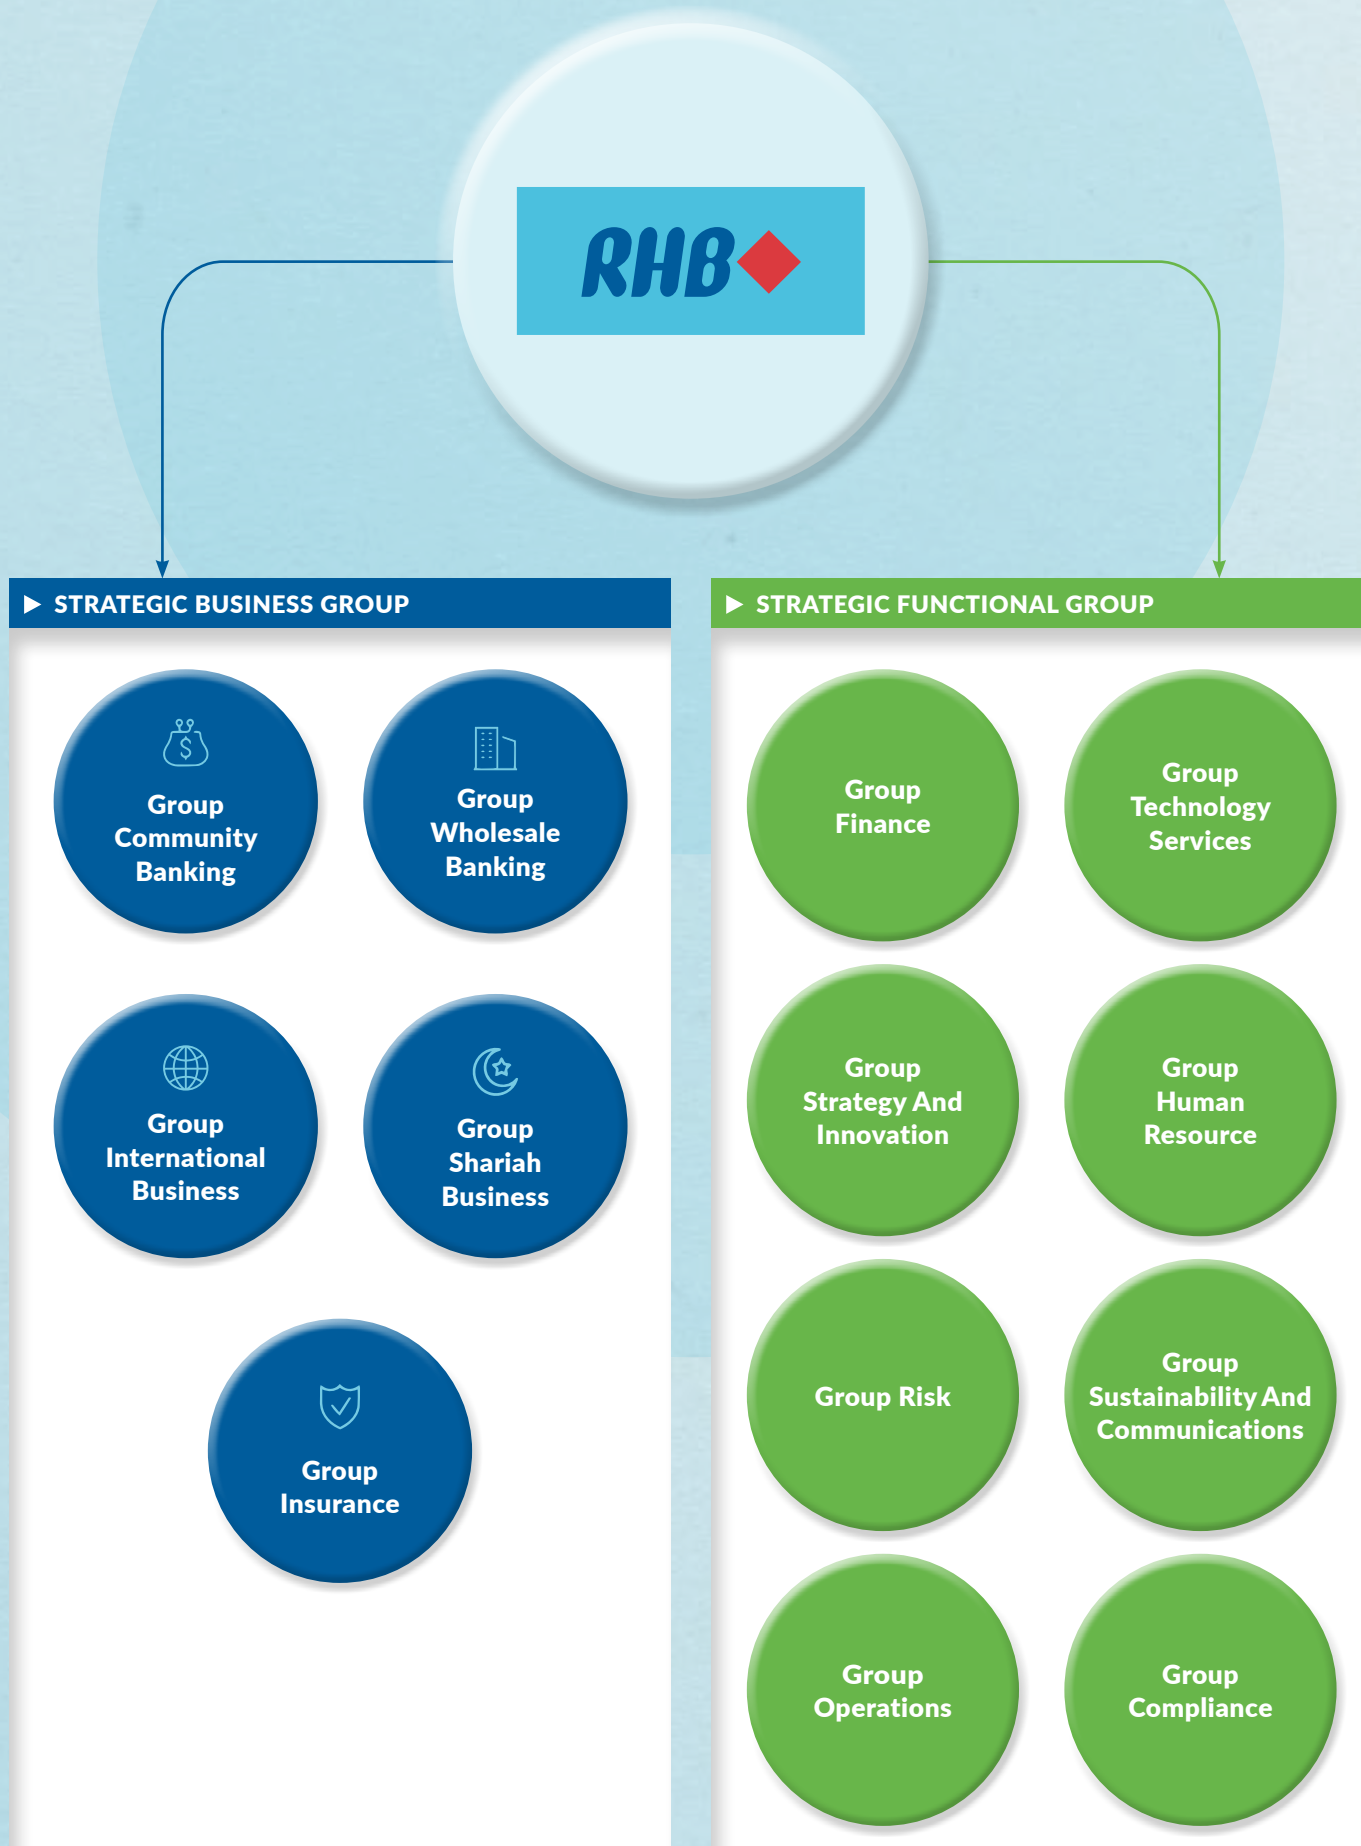 RHB
STRATEGIC BUSINESS GROUP
Group
Community
Banking
Group
Wholesale
Banking
Group
International
Business
Group
Shariah
Business
Group
Insurance
STRATEGIC FUNCTIONAL GROUP
Group
Finance
Group
Technology
Services
Group
Strategy And
Innovation
Group
Human
Resource
Group Risk
Group
Sustainability And
Communications
Group
Operations
Group
Compliance